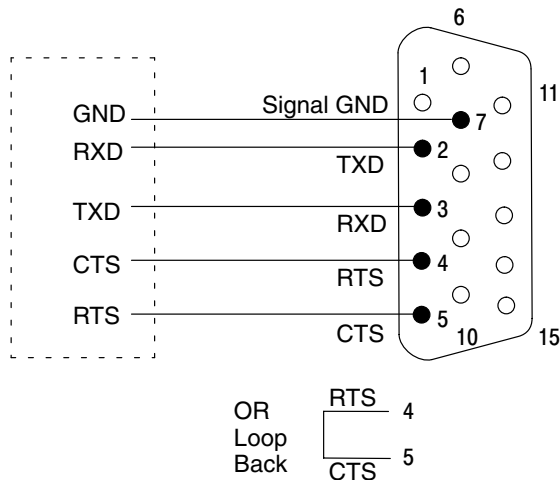 6
1
11
GND
Signal GND
7
RXD
2
TXD
TXD
3
RXD
CTS
4
RTS
RTS
5
CTS
10
15
OR
Loop
Back
RTS
4
5
CTS